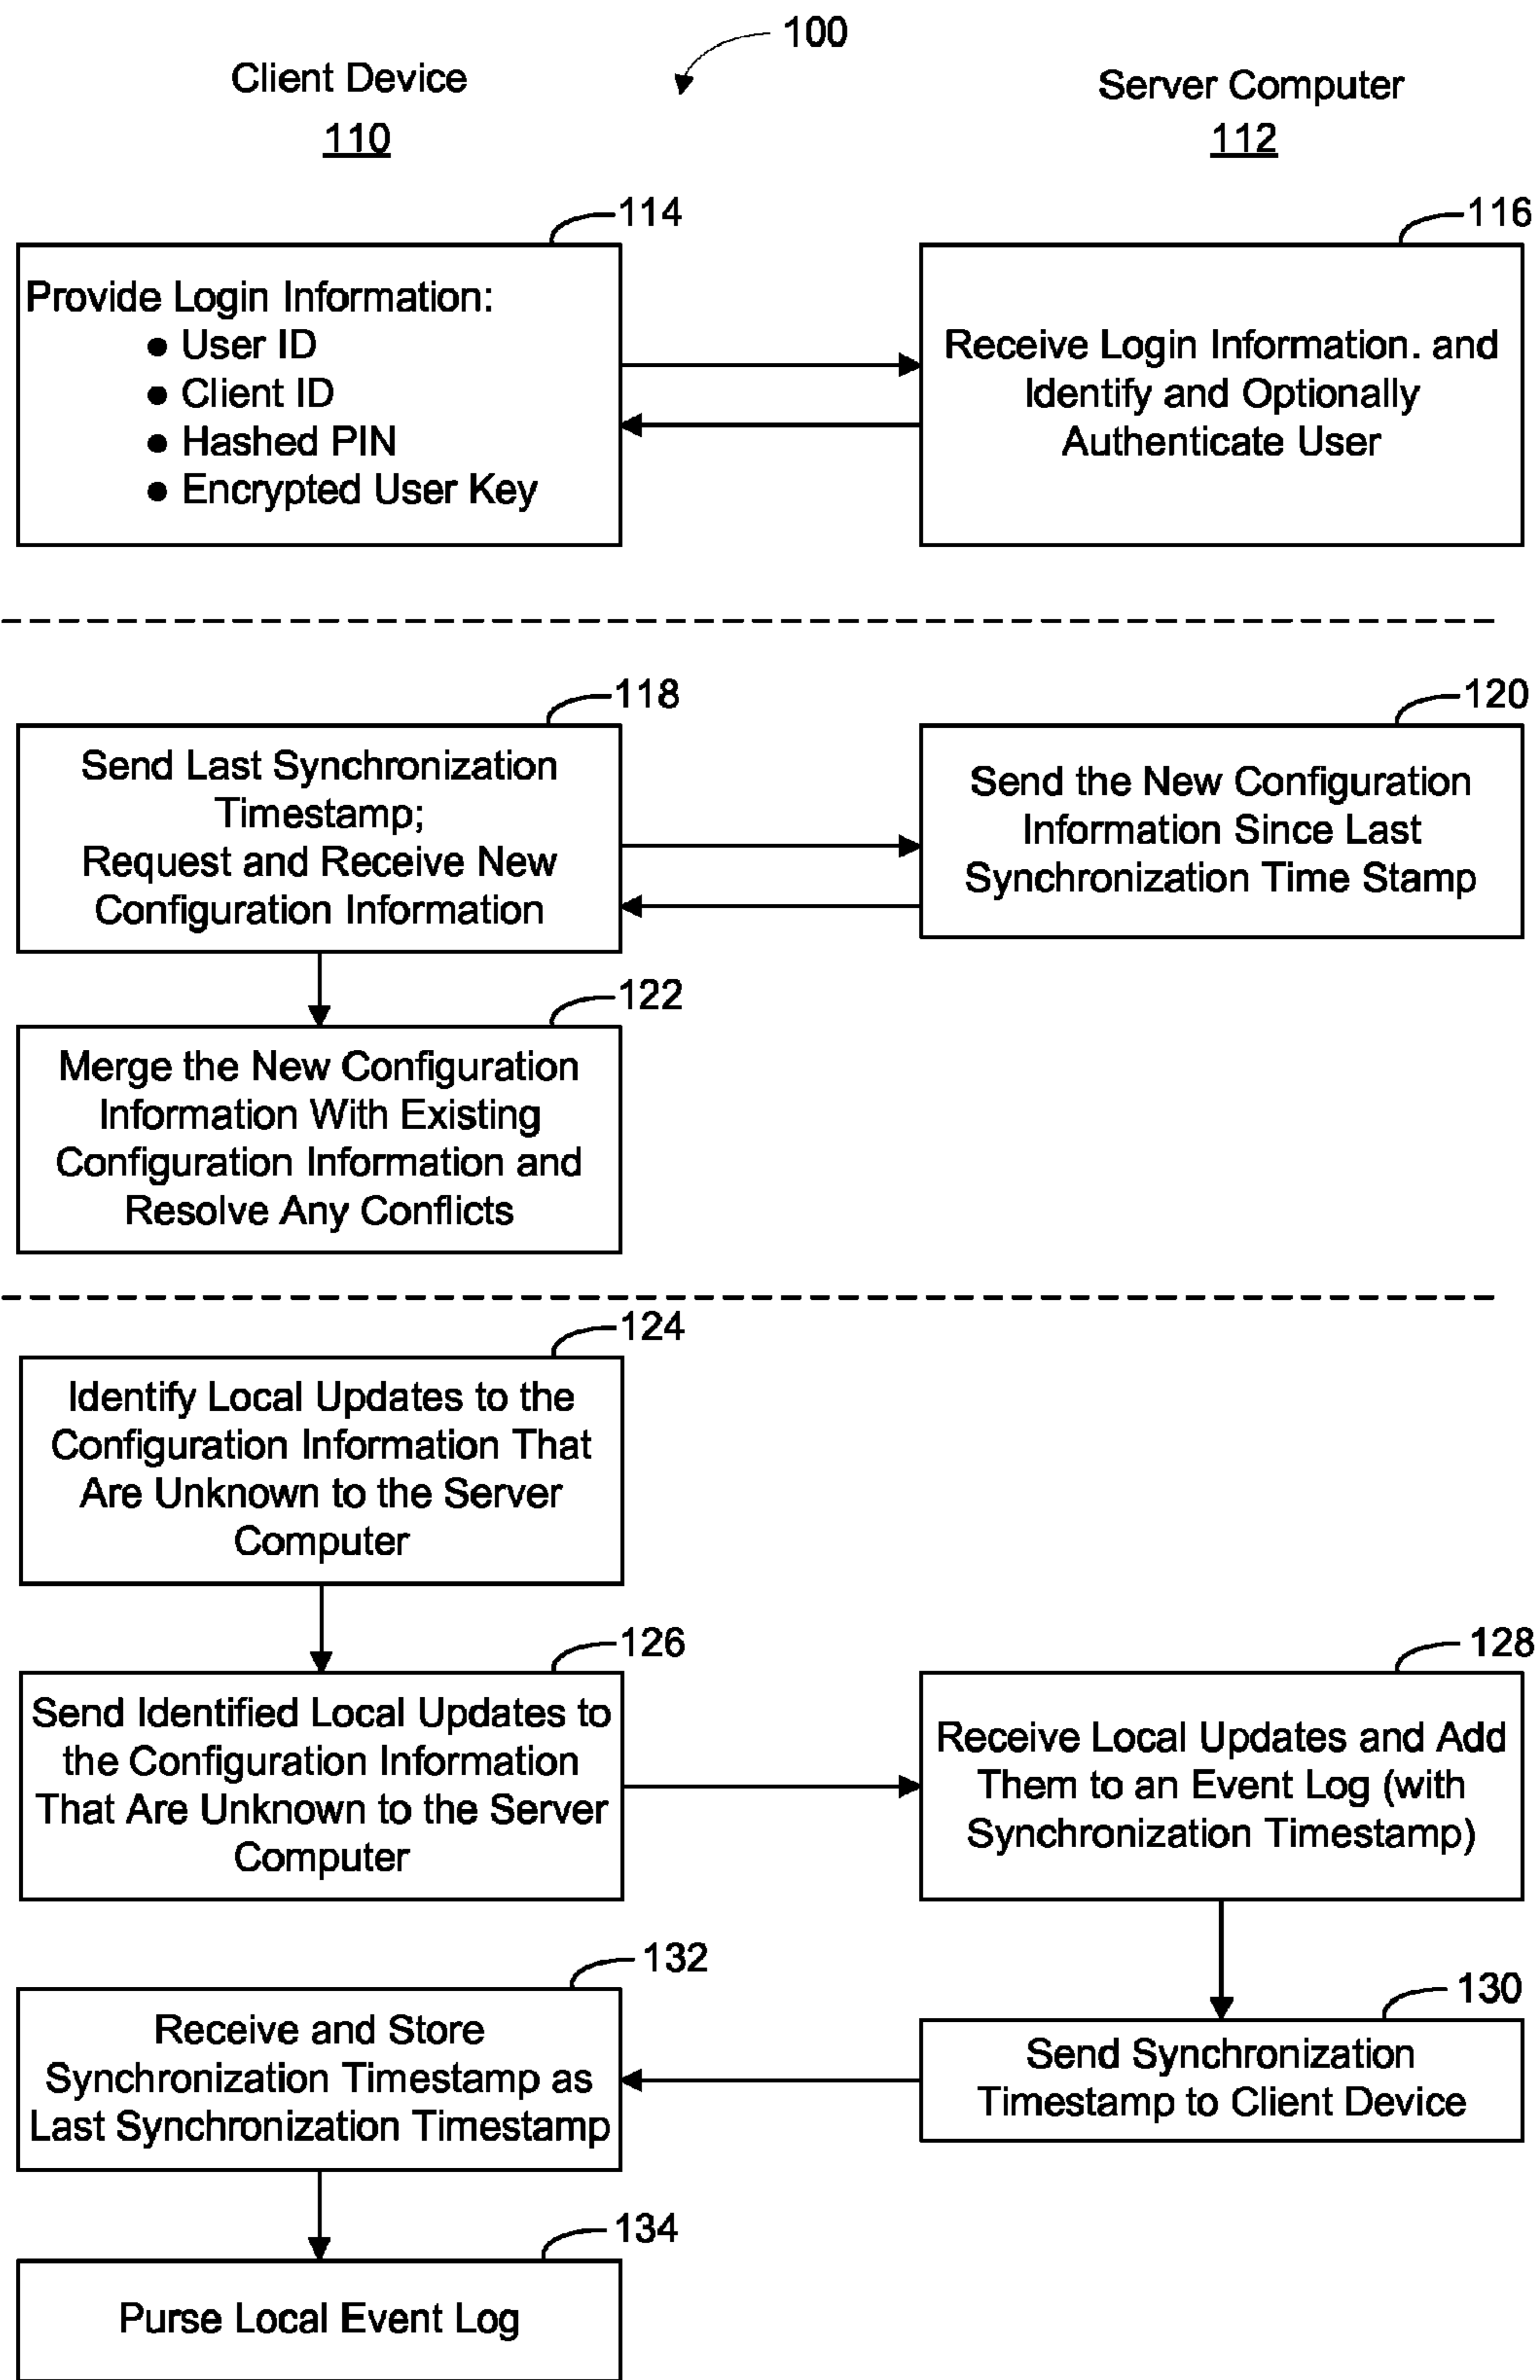 100
Client Device
110
Server Computer
112
114
Provide Login Information:
● User ID
● Client ID
● Hashed PIN
● Encrypted User Key
116
Receive Login Information. and
Identify and Optionally
Authenticate User
118
Send Last Synchronization
Timestamp;
Request and Receive New
Configuration Information
120
Send the New Configuration
Information Since Last
Synchronization Time Stamp
122
Merge the New Configuration
Information With Existing
Configuration Information and
Resolve Any Conflicts
124
Identify Local Updates to the
Configuration Information That
Are Unknown to the Server
Computer
126
Send Identified Local Updates to
the Configuration Information
That Are Unknown to the Server
Computer
128
Receive Local Updates and Add
Them to an Event Log (with
Synchronization Timestamp)
130
Send Synchronization
Timestamp to Client Device
132
Receive and Store
Synchronization Timestamp as
Last Synchronization Timestamp
134
Purse Local Event Log